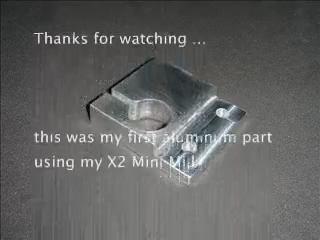 Thanks for watching ...
this was my first aluminum part
using my X2 Mini Mill.